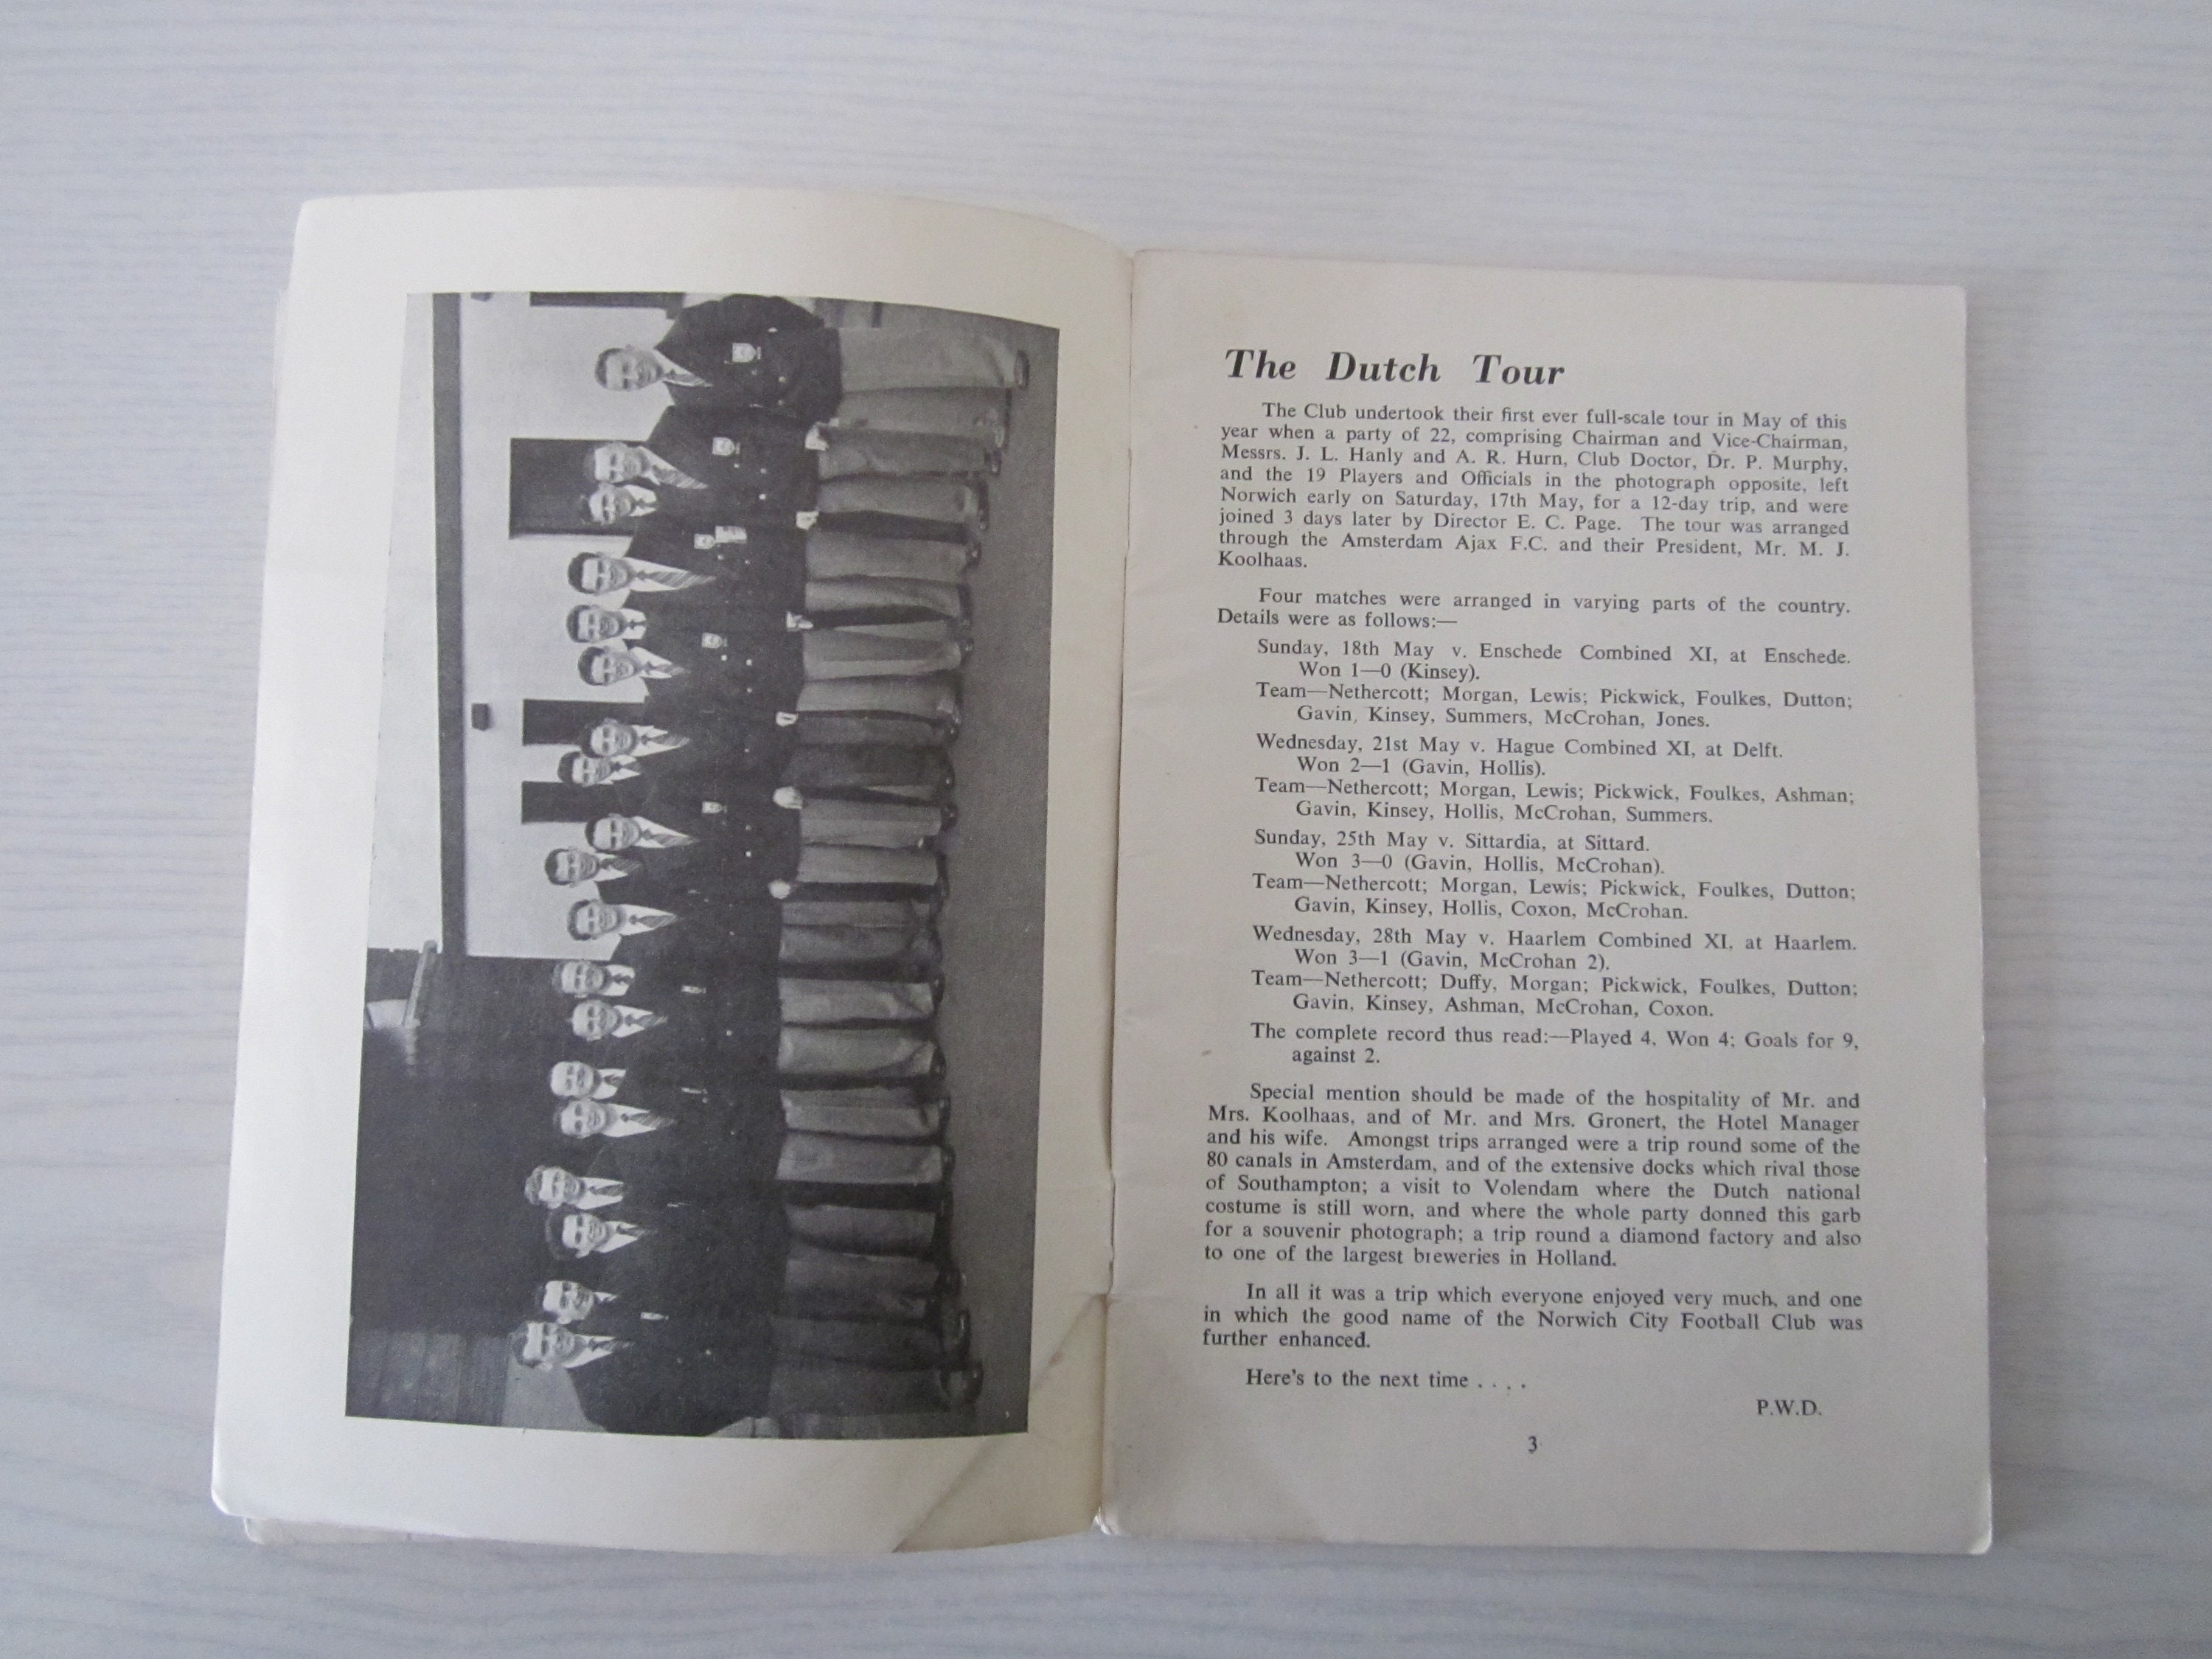 The Dutch Tour
The Club undertook their first ever full-scale tour in May of this
year when a party of 22, comprising Chairman and Vice-Chairman,
Messrs. J. L. Hanly and A. R. Hurn, Club Doctor, Dr. P. Murphy,
and the 19 Players and Officials in the photograph opposite, left
Norwich early on Saturday, 17th May, for a 12-day trip, and were
joined 3 days later by Director E. C. Page. The tour was arranged
through the Amsterdam Ajax F.C. and their President, Mr. M. J.
Koolhaas.
Four matches were arranged in varying parts of the country.
Details were as follows:—
Sunday, 18th May v. Enschede Combined XI, at Enschede.
Won 1—0 (Kinsey).
Team—Nethercott; Morgan, Lewis; Pickwick, Foulkes, Dutton;
Gavin, Kinsey, Summers, McCrohan, Jones.
Wednesday, 21st May v. Hague Combined XI, at Delft.
Won 2—1 (Gavin, Hollis).
Team—Nethercott; Morgan, Lewis; Pickwick, Foulkes, Ashman;
Gavin, Kinsey, Hollis, McCrohan, Summers.
Sunday, 25th May v. Sittardia, at Sittard.
Won 3—0 (Gavin, Hollis, McCrohan).
Team—Nethercott; Morgan, Lewis; Pickwick, Foulkes, Dutton;
Gavin, Kinsey, Hollis, Coxon, McCrohan.
Wednesday, 28th May v. Haarlem Combined XI, at Haarlem.
Won 3—1 (Gavin, McCrohan 2).
Team—Nethercott; Duffy, Morgan; Pickwick, Foulkes, Dutton;
Gavin, Kinsey, Ashman, McCrohan, Coxon.
The complete record thus read:—Played 4, Won 4; Goals for 9,
against 2.
Special mention should be made of the hospitality of Mr. and
Mrs. Koolhaas, and of Mr. and Mrs. Gronert, the Hotel Manager
and his wife. Amongst trips arranged were a trip round some of the
80 canals in Amsterdam, and of the extensive docks which rival those
of Southampton; a visit to Volendam where the Dutch national
costume is still worn, and where the whole party donned this garb
for a souvenir photograph; a trip round a diamond factory and also
to one of the largest breweries in Holland.
In all it was a trip which everyone enjoyed very much, and one
in which the good name of the Norwich City Football Club was
further enhanced.
Here's to the next time . . . .
P.W.D.
3